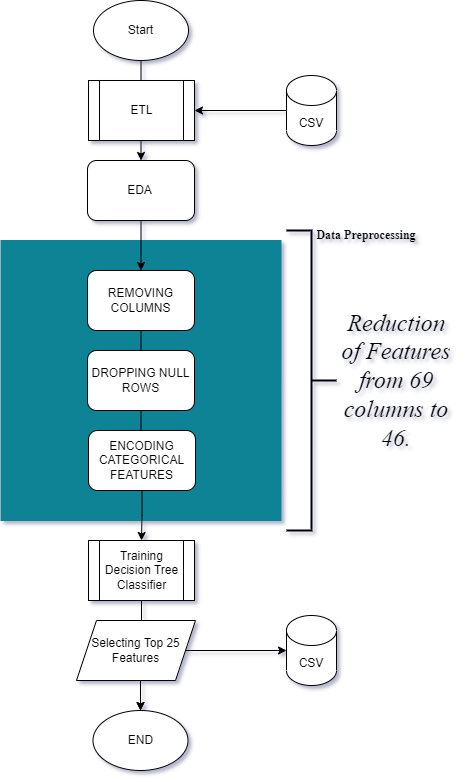 Start
ETL
CSV
EDA
Data Preprocessing
REMOVING
COLUMNS
DROPPING NULL
ROWS
ENCODING
CATEGORICAL
FEATURES
Reduction
of Features
from 69
columns to
46.
Training
Decision Tree
Classifier
Selecting Top 25
Features
CSV
END